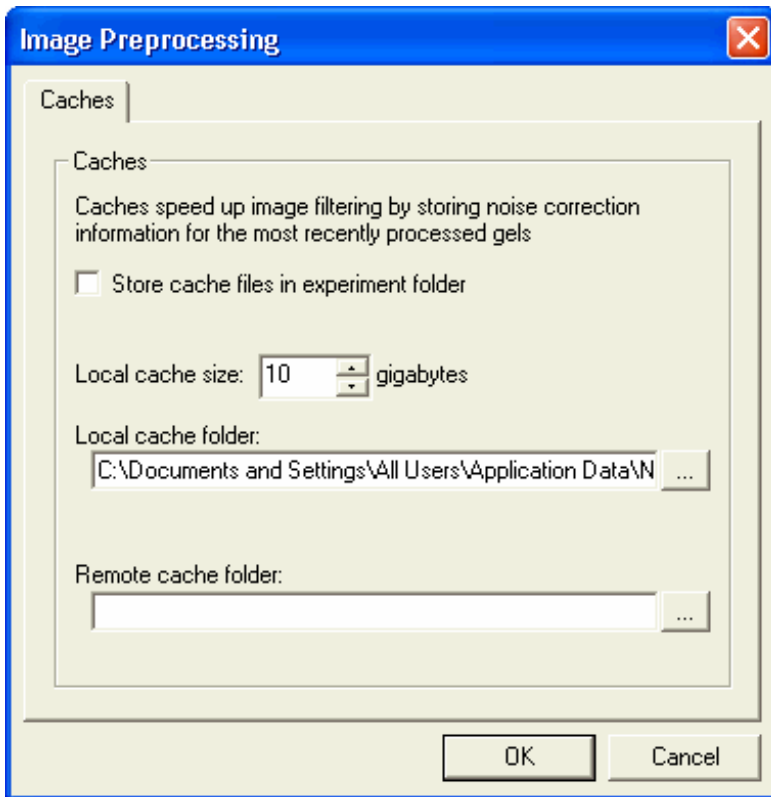 Image Preprocessing
Caches
Caches
Caches speed up image filtering by storing noise correction
information for the most recently processed gels
Store cache files in experiment folder
Local cache size: 10 gigabytes
Local cache folder:
C:\Documents and Settings\All Users\Application Data\N
...
Remote cache folder:
...
OK Cancel